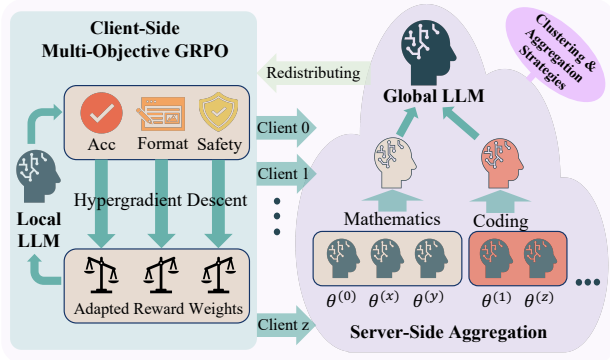 Client-Side
Multi-Objective GRPO
Acc
Format
Safety
Hypergradient Descent
Local
LLM
Adapted Reward Weights
Redistributing
Client 0
Client 1
Client z
Global LLM
Clustering &
Aggregation
Strategies
Mathematics
Coding
θ^(0)
θ^(x)
θ^(y)
θ^(1)
θ^(z)
Server-Side Aggregation